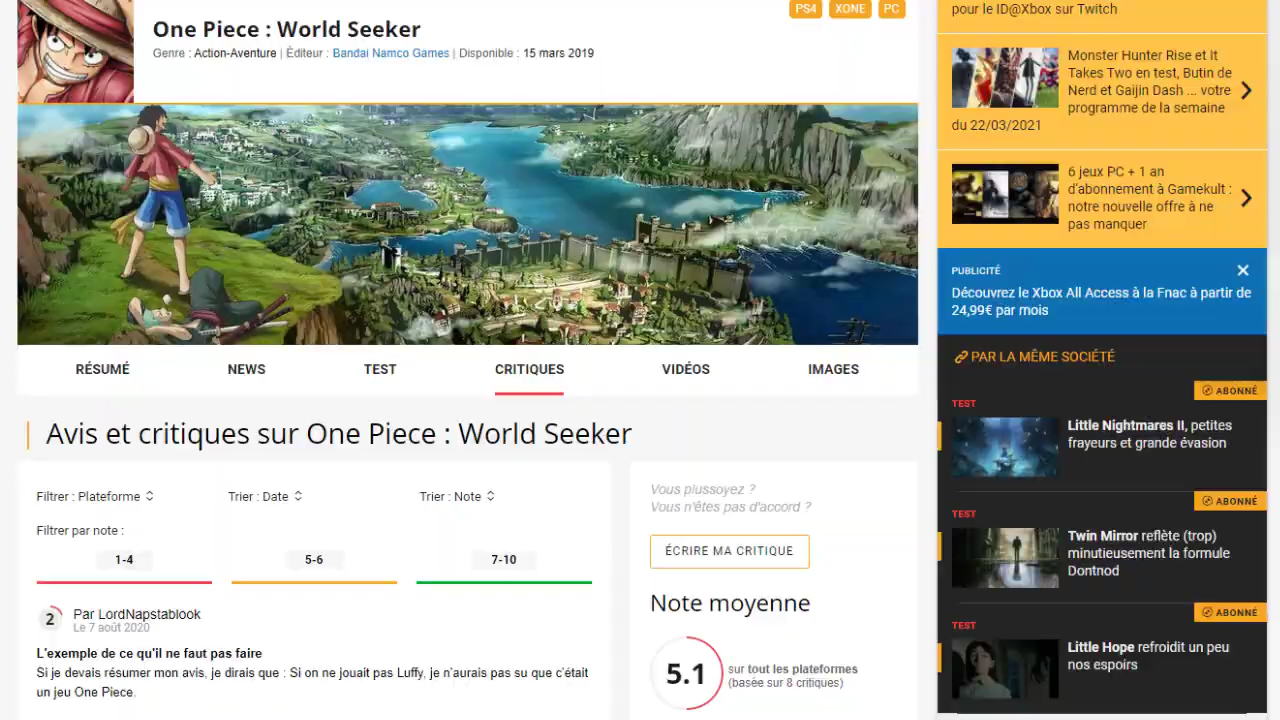 PS4 XONE PC
One Piece : World Seeker
Genre : Action-Aventure | Éditeur : Bandai Namco Games | Disponible : 15 mars 2019
RÉSUMÉ NEWS TEST CRITIQUES VIDÉOS IMAGES
Avis et critiques sur One Piece : World Seeker
Filtrer : Plateforme Trier : Date Trier : Note
Filtrer par note :
1-4 5-6 7-10
2 Par LordNapstablook
Le 7 août 2020
L'exemple de ce qu'il ne faut pas faire
Si je devais résumer mon avis, je dirais que : Si on ne jouait pas Luffy, je n'aurais pas su que c'était
un jeu One Piece.
Vous plussoyez ?
Vous n'êtes pas d'accord ?
ÉCRIRE MA CRITIQUE
Note moyenne
5.1
sur tout les plateformes
(basée sur 8 critiques)
pour le ID@Xbox sur Twitch
Monster Hunter Rise et It
Takes Two en test, Butin de
Nerd et Gaijin Dash ... votre
programme de la semaine
du 22/03/2021
6 jeux PC + 1 an
d'abonnement à Gamekult :
notre nouvelle offre à ne
pas manquer
PUBLICITÉ
Découvrez le Xbox All Access à la Fnac à partir de
24,99€ par mois
PAR LA MÊME SOCIÉTÉ
ABONNÉ
TEST
Little Nightmares II, petites
frayeurs et grande évasion
ABONNÉ
TEST
Twin Mirror reflète (trop)
minutieusement la formule
Dontnod
ABONNÉ
TEST
Little Hope refroidit un peu
nos espoirs